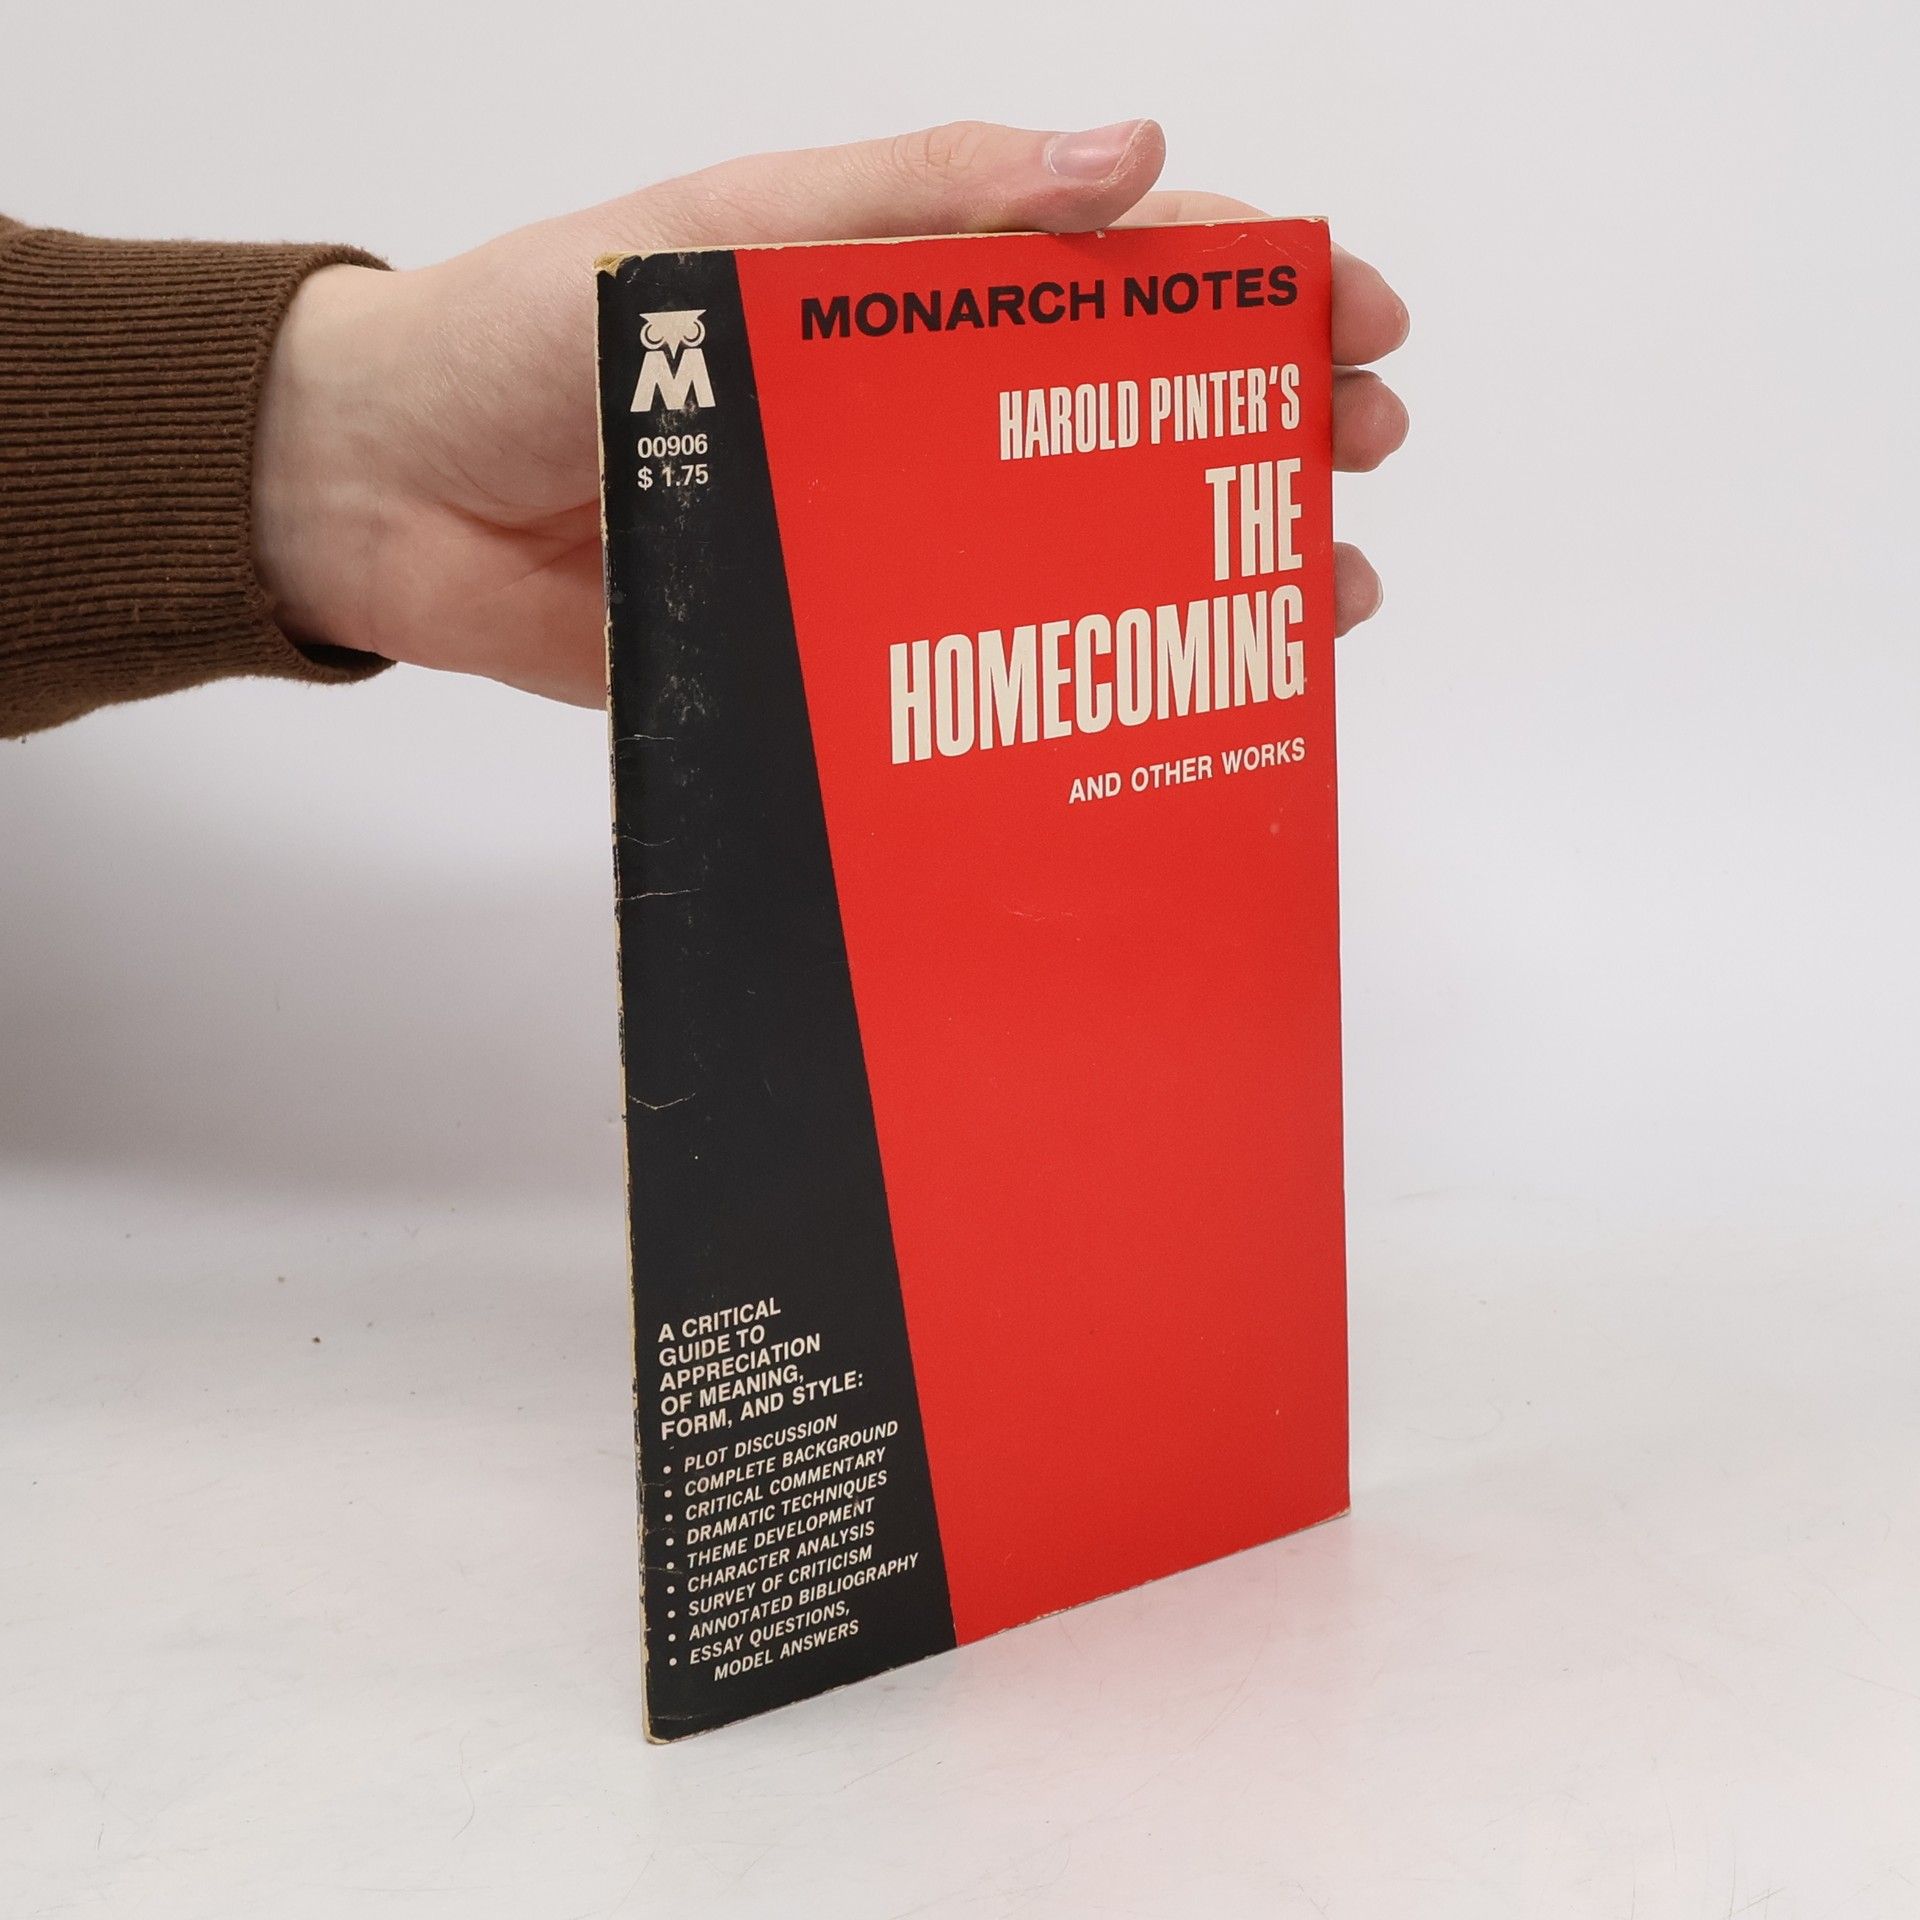 MONARCH NOTES
M
00906
$ 1.75
HAROLD PINTER'S
THE
HOMECOMING
AND OTHER WORKS
A CRITICAL
GUIDE TO
APPRECIATION
OF MEANING,
FORM, AND STYLE:
• PLOT DISCUSSION
• COMPLETE BACKGROUND
• CRITICAL COMMENTARY
• DRAMATIC TECHNIQUES
• THEME DEVELOPMENT
• CHARACTER ANALYSIS
• SURVEY OF CRITICISM
• ANNOTATED BIBLIOGRAPHY
• ESSAY QUESTIONS,
MODEL ANSWERS